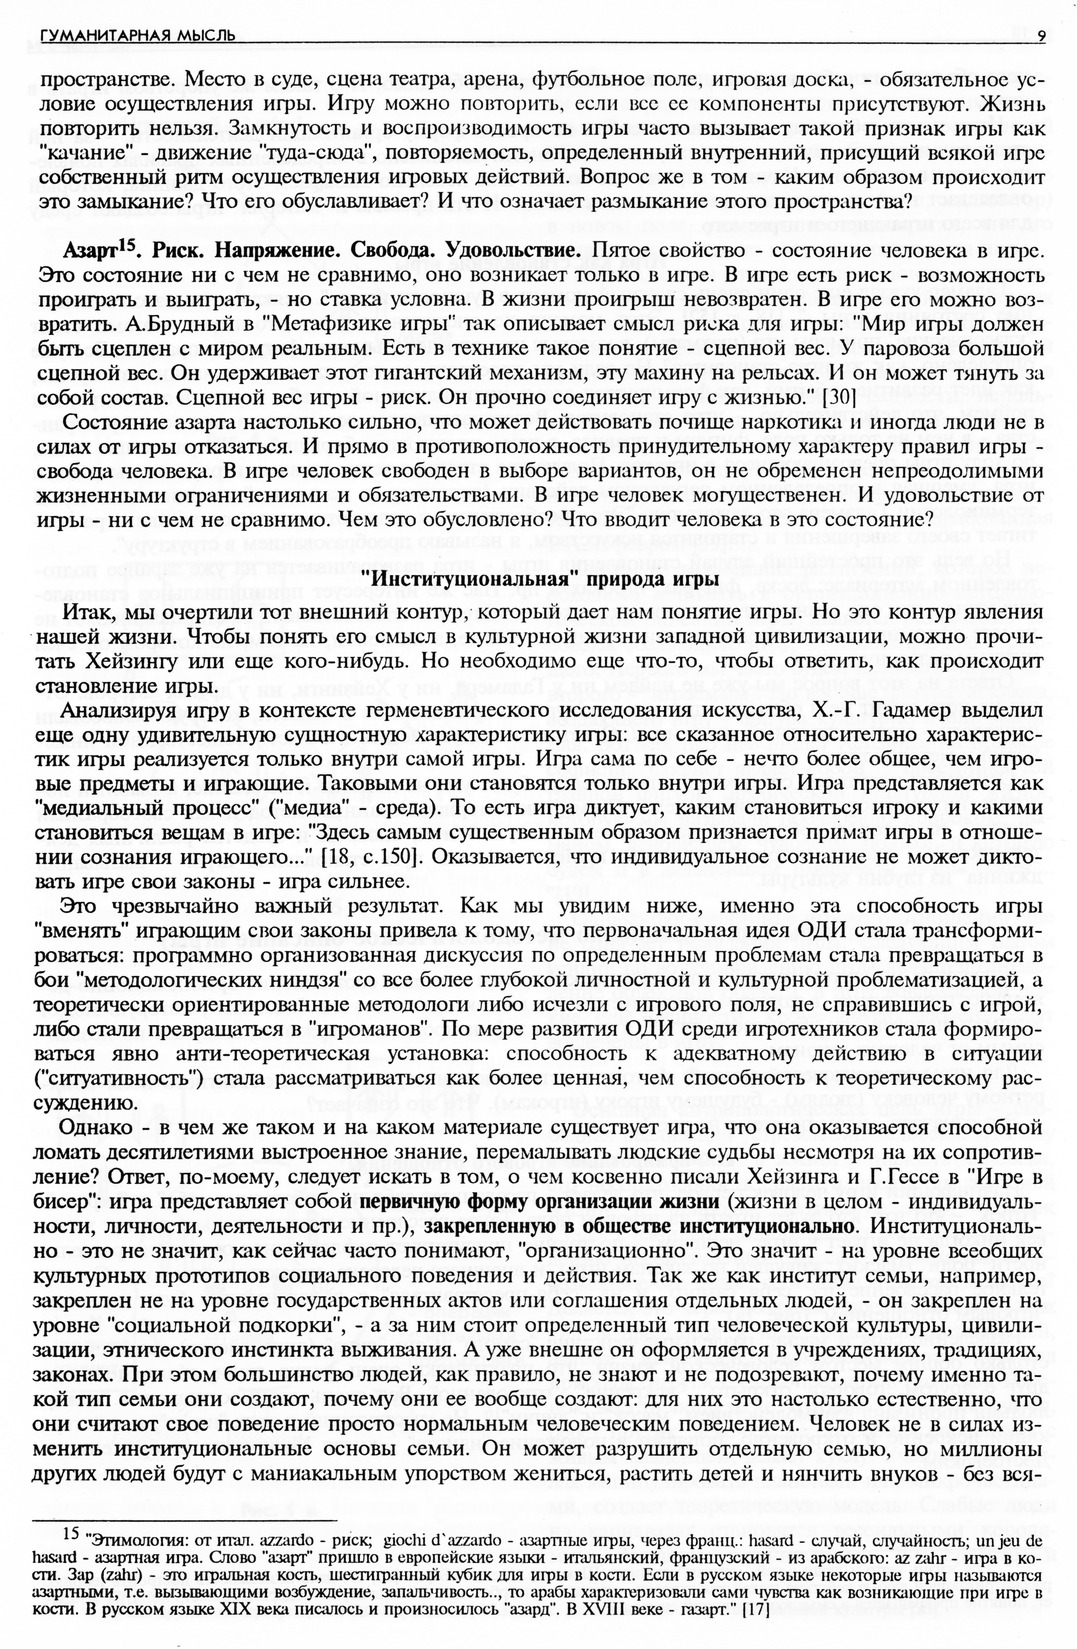 ГУМАНИТАРНАЯ МЫСЛЬ 9
пространстве. Место в суде, сцена театра, арена, футбольное поле, игровая доска, - обязательное ус-
ловие осуществления игры. Игру можно повторить, если все ее компоненты присутствуют. Жизнь
повторить нельзя. Замкнутость и воспроизводимость игры часто вызывает такой признак игры как
"качание" - движение "туда-сюда", повторяемость, определенный внутренний, присущий всякой игре
собственный ритм осуществления игровых действий. Вопрос же в том - каким образом происходит
это замыкание? Что его обуславливает? И что означает размыкание этого пространства?
Азарт15. Риск. Напряжение. Свобода. Удовольствие. Пятое свойство - состояние человека в игре.
Это состояние ни с чем не сравнимо, оно возникает только в игре. В игре есть риск - возможность
проиграть и выиграть, - но ставка условна. В жизни проигрыш невозвратен. В игре его можно воз-
вратить. А.Брудный в "Метафизике игры" так описывает смысл риска для игры: "Мир игры должен
быть сцеплен с миром реальным. Есть в технике такое понятие - сцепной вес. У паровоза большой
сцепной вес. Он удерживает этот гигантский механизм, эту махину на рельсах. И он может тянуть за
собой состав. Сцепной вес игры - риск. Он прочно соединяет игру с жизнью." [30]
Состояние азарта настолько сильно, что может действовать почище наркотика и иногда люди не в
силах от игры отказаться. И прямо в противоположность принудительному характеру правил игры -
свобода человека. В игре человек свободен в выборе вариантов, он не обременен непреодолимыми
жизненными ограничениями и обязательствами. В игре человек могущественен. И удовольствие от
игры - ни с чем не сравнимо. Чем это обусловлено? Что вводит человека в это состояние?
"Институциональная" природа игры
Итак, мы очертили тот внешний контур, который дает нам понятие игры. Но это контур явления
нашей жизни. Чтобы понять его смысл в культурной жизни западной цивилизации, можно прочи-
тать Хейзингу или еще кого-нибудь. Но необходимо еще что-то, чтобы ответить, как происходит
становление игры.
Анализируя игру в контексте герменевтического исследования искусства, Х.-Г. Гадамер выделил
еще одну удивительную сущностную характеристику игры: все сказанное относительно характерис-
тик игры реализуется только внутри самой игры. Игра сама по себе - нечто более общее, чем игро-
вые предметы и играющие. Таковыми они становятся только внутри игры. Игра представляется как
"медиальный процесс" ("медиа" - среда). То есть игра диктует, каким становиться игроку и какими
становиться вещам в игре: "Здесь самым существенным образом признается примат игры в отноше-
нии сознания играющего..." [18, с.150]. Оказывается, что индивидуальное сознание не может дикто-
вать игре свои законы - игра сильнее.
Это чрезвычайно важный результат. Как мы увидим ниже, именно эта способность игры
"вменять" играющим свои законы привела к тому, что первоначальная идея ОДИ стала трансформи-
роваться: программно организованная дискуссия по определенным проблемам стала превращаться в
бои "методологических ниндзя" со все более глубокой личностной и культурной проблематизацией, а
теоретически ориентированные методологи либо исчезли с игрового поля, не справившись с игрой,
либо стали превращаться в "игроманов". По мере развития ОДИ среди игротехников стала формиро-
ваться явно анти-теоретическая установка: способность к адекватному действию в ситуации
("ситуативность") стала рассматриваться как более ценная, чем способность к теоретическому рас-
суждению.
Однако - в чем же таком и на каком материале существует игра, что она оказывается способной
ломать десятилетиями выстроенное знание, перемалывать людские судьбы несмотря на их сопротив-
ление? Ответ, по-моему, следует искать в том, о чем косвенно писали Хейзинга и Г.Гессе в "Игре в
бисер": игра представляет собой первичную форму организации жизни (жизни в целом - индивидуаль-
ности, личности, деятельности и пр.), закрепленную в обществе институционально. Институциональ-
но - это не значит, как сейчас часто понимают, "организационно". Это значит - на уровне всеобщих
культурных прототипов социального поведения и действия. Так же как институт семьи, например,
закреплен не на уровне государственных актов или соглашения отдельных людей, - он закреплен на
уровне "социальной подкорки", - а за ним стоит определенный тип человеческой культуры, цивили-
зации, этнического инстинкта выживания. А уже внешне он оформляется в учреждениях, традициях,
законах. При этом большинство людей, как правило, не знают и не подозревают, почему именно та-
кой тип семьи они создают, почему они ее вообще создают: для них это настолько естественно, что
они считают свое поведение просто нормальным человеческим поведением. Человек не в силах из-
менить институциональные основы семьи. Он может разрушить отдельную семью, но миллионы
других людей будут с маниакальным упорством жениться, растить детей и нянчить внуков - без вся-
15 "Этимология: от итал. azzardo - риск; giochi d`azzardo - азартные игры, через франц.: hasard - случай, случайность; un jeu de
hasard - азартная игра. Слово "азарт" пришло в европейские языки - итальянский, французский - из арабского: az zahr - игра в ко-
сти. Зар (zahr) - это игральная кость, шестигранный кубик для игры в кости. Если в русском языке некоторые игры называются
азартными, т.е. вызывающими возбуждение, запальчивость.., то арабы характеризовали сами чувства как возникающие при игре в
кости. В русском языке XIX века писалось и произносилось "азард". В XVIII веке - газарт." [17]